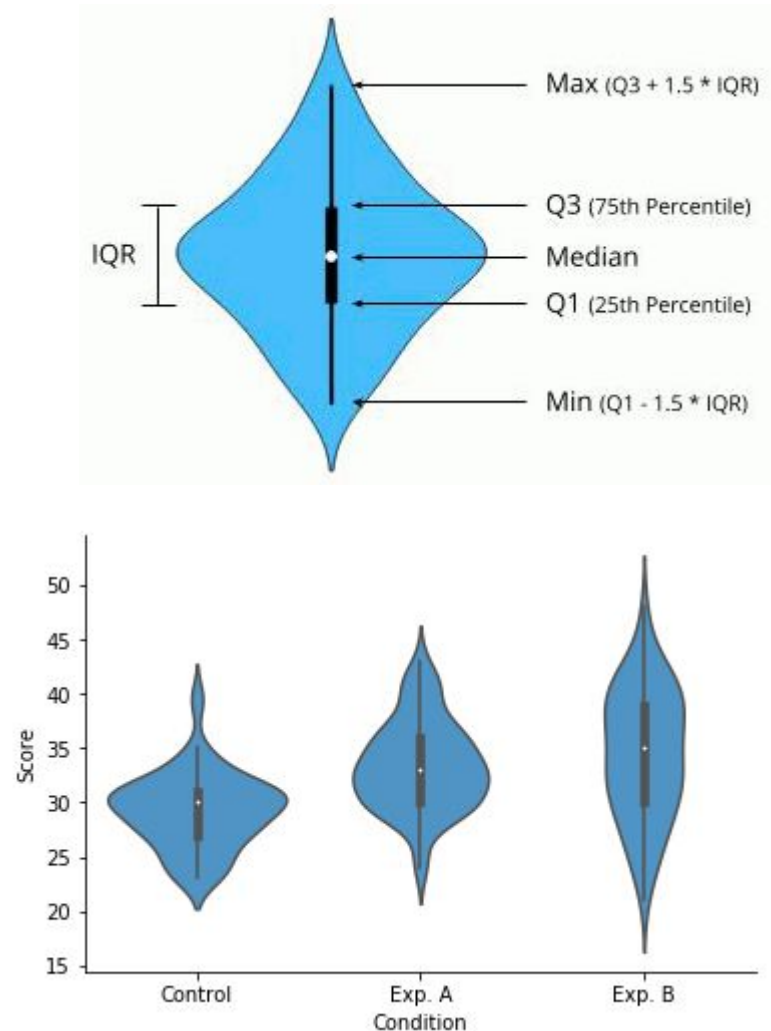 Max (Q3 + 1.5 * IQR)
Q3 (75th Percentile)
IQR
Median
Q1 (25th Percentile)
Min (Q1 - 1.5 * IQR)
50
45
40
35
30
25
20
15
Score
Control Exp. A Exp. B
Condition